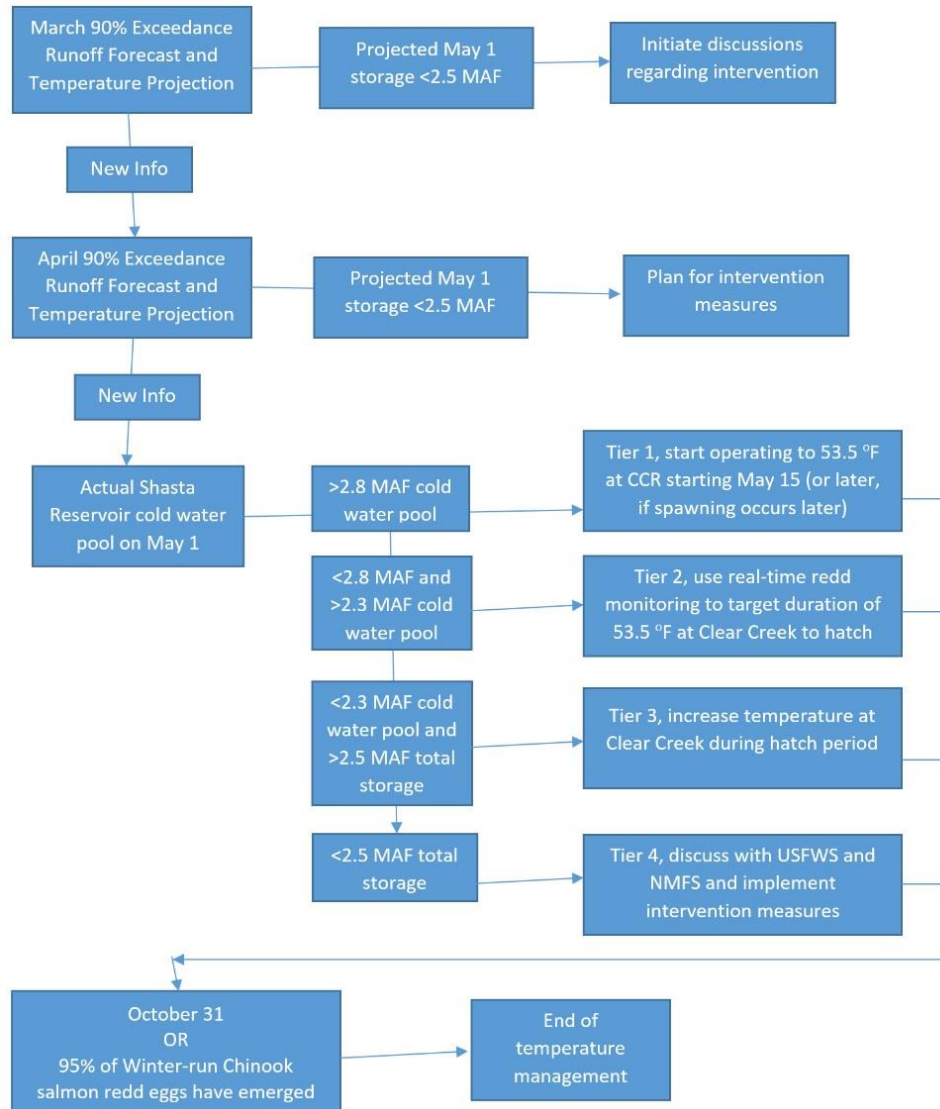 March 90% Exceedance
Runoff Forecast and
Temperature Projection
Projected May 1
storage <2.5 MAF
Initiate discussions
regarding intervention
New Info
April 90% Exceedance
Runoff Forecast and
Temperature Projection
Projected May 1
storage <2.5 MAF
Plan for intervention
measures
New Info
Actual Shasta
Reservoir cold water
pool on May 1
>2.8 MAF cold
water pool
Tier 1, start operating to 53.5 °F
at CCR starting May 15 (or later,
if spawning occurs later)
<2.8 MAF and
>2.3 MAF cold
water pool
Tier 2, use real-time redd
monitoring to target duration of
53.5 °F at Clear Creek to hatch
<2.3 MAF cold
water pool and
>2.5 MAF total
storage
Tier 3, increase temperature at
Clear Creek during hatch period
<2.5 MAF total
storage
Tier 4, discuss with USFWS and
NMFS and implement
intervention measures
October 31
OR
95% of Winter-run Chinook
salmon redd eggs have emerged
End of
temperature
management